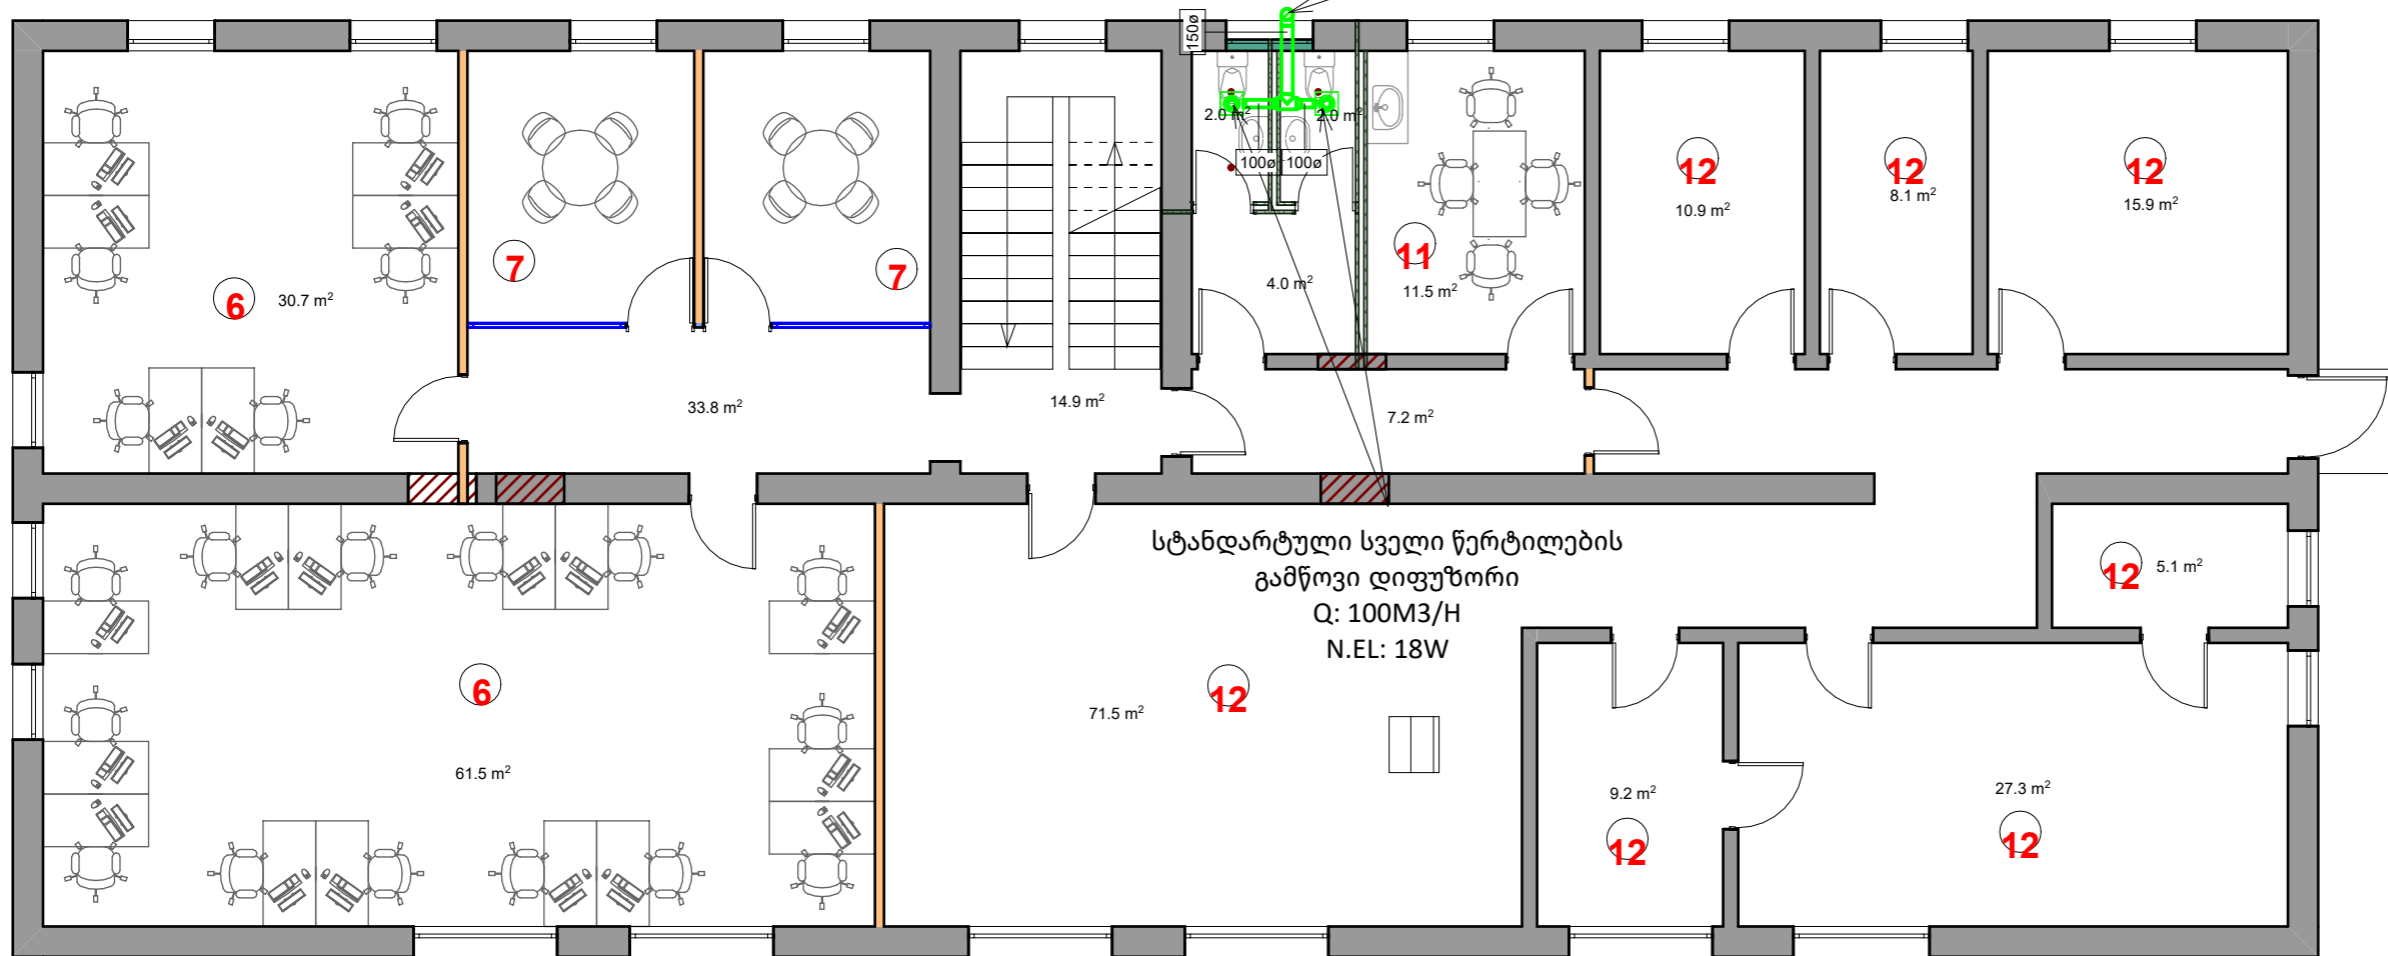 150ø
2.0 m²
2.0 m²
100ø
100ø
12
12
12
10.9 m²
8.1 m²
15.9 m²
7
7
11
6
30.7 m²
4.0 m²
11.5 m²
33.8 m²
14.9 m²
7.2 m²
სტანდარტული სველი წერტილების
გამწოვი დიფუზორი
Q: 100M3/H
N.EL: 18W
12
5.1 m²
6
12
71.5 m²
61.5 m²
9.2 m²
27.3 m²
12
12